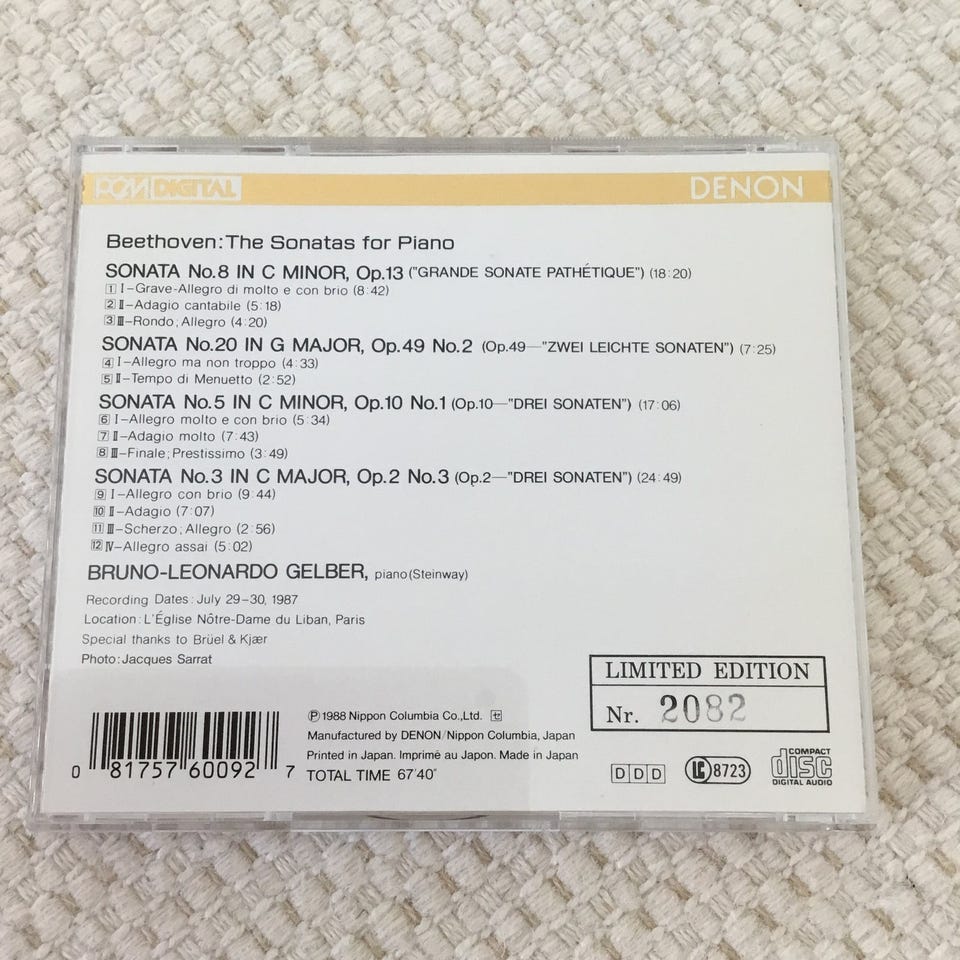 PCM DIGITAL
DENON
Beethoven:The Sonatas for Piano
SONATA No.8 IN C MINOR, Op.13 ("GRANDE SONATE PATHÉTIQUE") (18:20)
1 I–Grave-Allegro di molto e con brio (8:42)
2 II–Adagio cantabile (5:18)
3 III–Rondo; Allegro (4:20)
SONATA No.20 IN G MAJOR, Op.49 No.2 (Op.49—"ZWEI LEICHTE SONATEN") (7:25)
4 I–Allegro ma non troppo (4:33)
5 II–Tempo di Menuetto (2:52)
SONATA No.5 IN C MINOR, Op.10 No.1 (Op.10—"DREI SONATEN") (17:06)
6 I–Allegro molto e con brio (5:34)
7 II–Adagio molto (7:43)
8 III–Finale; Prestissimo (3:49)
SONATA No.3 IN C MAJOR, Op.2 No.3 (Op.2—"DREI SONATEN") (24:49)
9 I–Allegro con brio (9:44)
10 II–Adagio (7:07)
11 III–Scherzo; Allegro (2:56)
12 IV–Allegro assai (5:02)
BRUNO-LEONARDO GELBER, piano (Steinway)
Recording Dates: July 29–30, 1987
Location: L'Église Nôtre-Dame du Liban, Paris
Special thanks to Brüel & Kjær
Photo: Jacques Sarrat
LIMITED EDITION
Nr. 2082
℗1988 Nippon Columbia Co.,Ltd. セ
Manufactured by DENON/Nippon Columbia, Japan
Printed in Japan. Imprimé au Japon. Made in Japan
TOTAL TIME 67'40"
0 81757 60092 7
DDD
LC 8723
COMPACT
disc
DIGITAL AUDIO